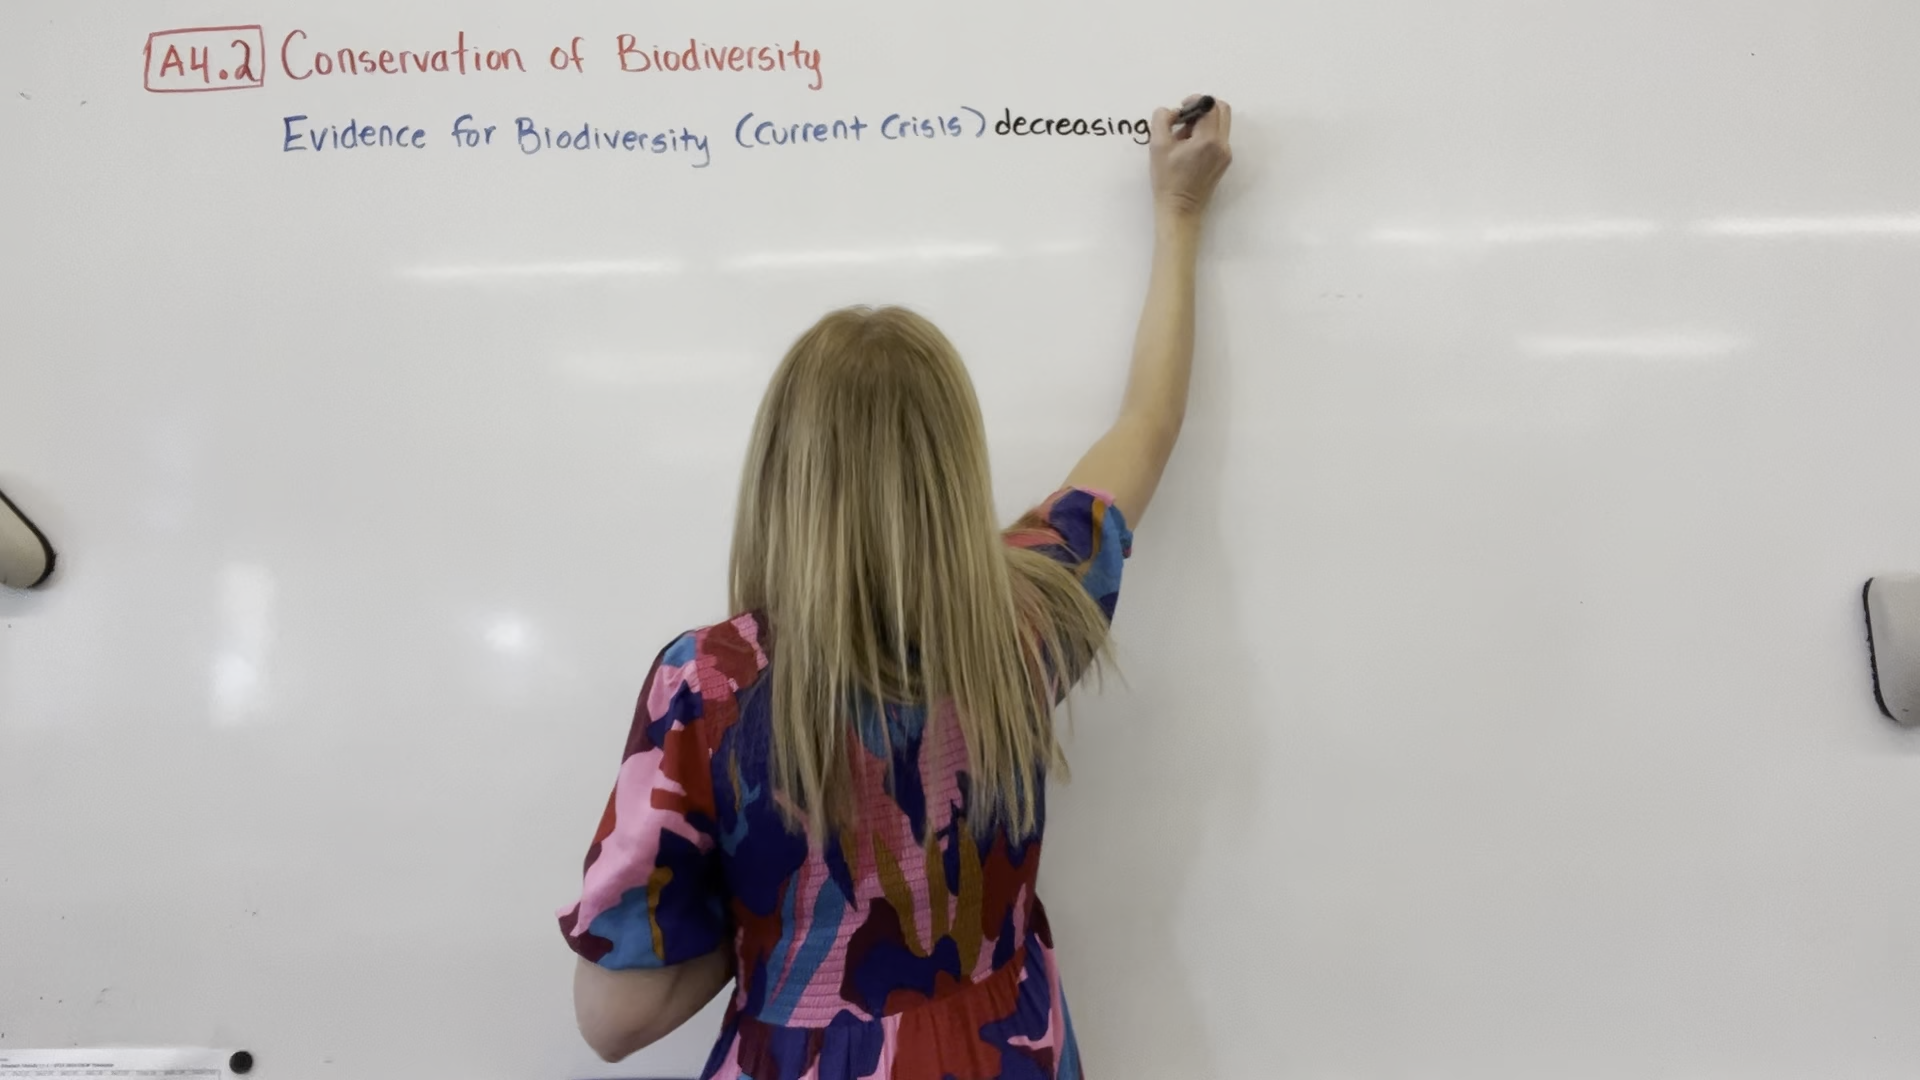 A4.2 Conservation of Biodiversity
Evidence for Biodiversity (current crisis) decreasing